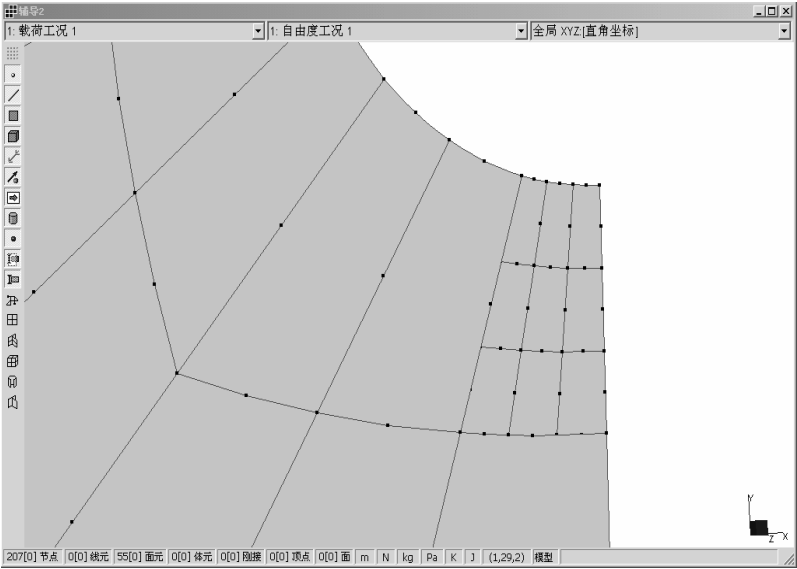 辅导2
1: 载荷工况 1 1: 自由度工况 1 全局 XYZ:[直角坐标]
Y
Z X
207[0] 节点 0[0] 线元 55[0] 面元 0[0] 体元 0[0] 刚接 0[0] 顶点 0[0] 面 m N kg Pa K J (1,29,2) 模型